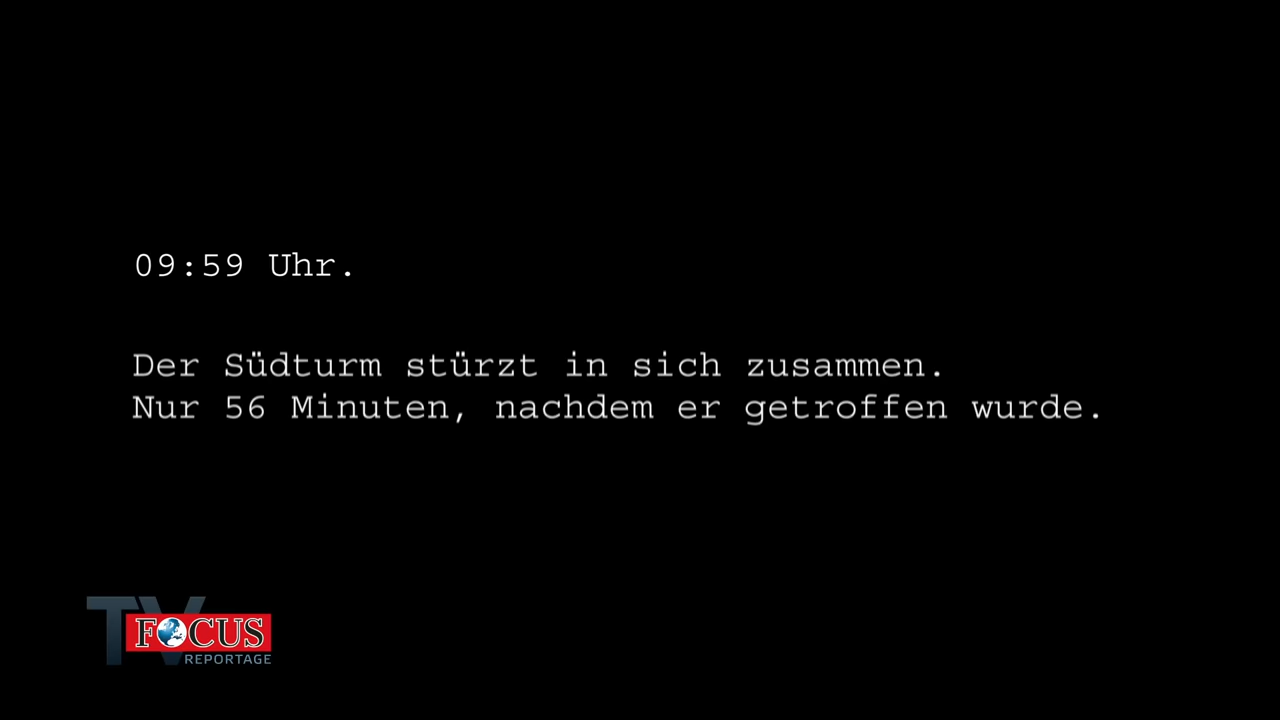 09:59 Uhr.
Der Südturm stürzt in sich zusammen.
Nur 56 Minuten, nachdem er getroffen wurde.
TV
FOCUS
REPORTAGE